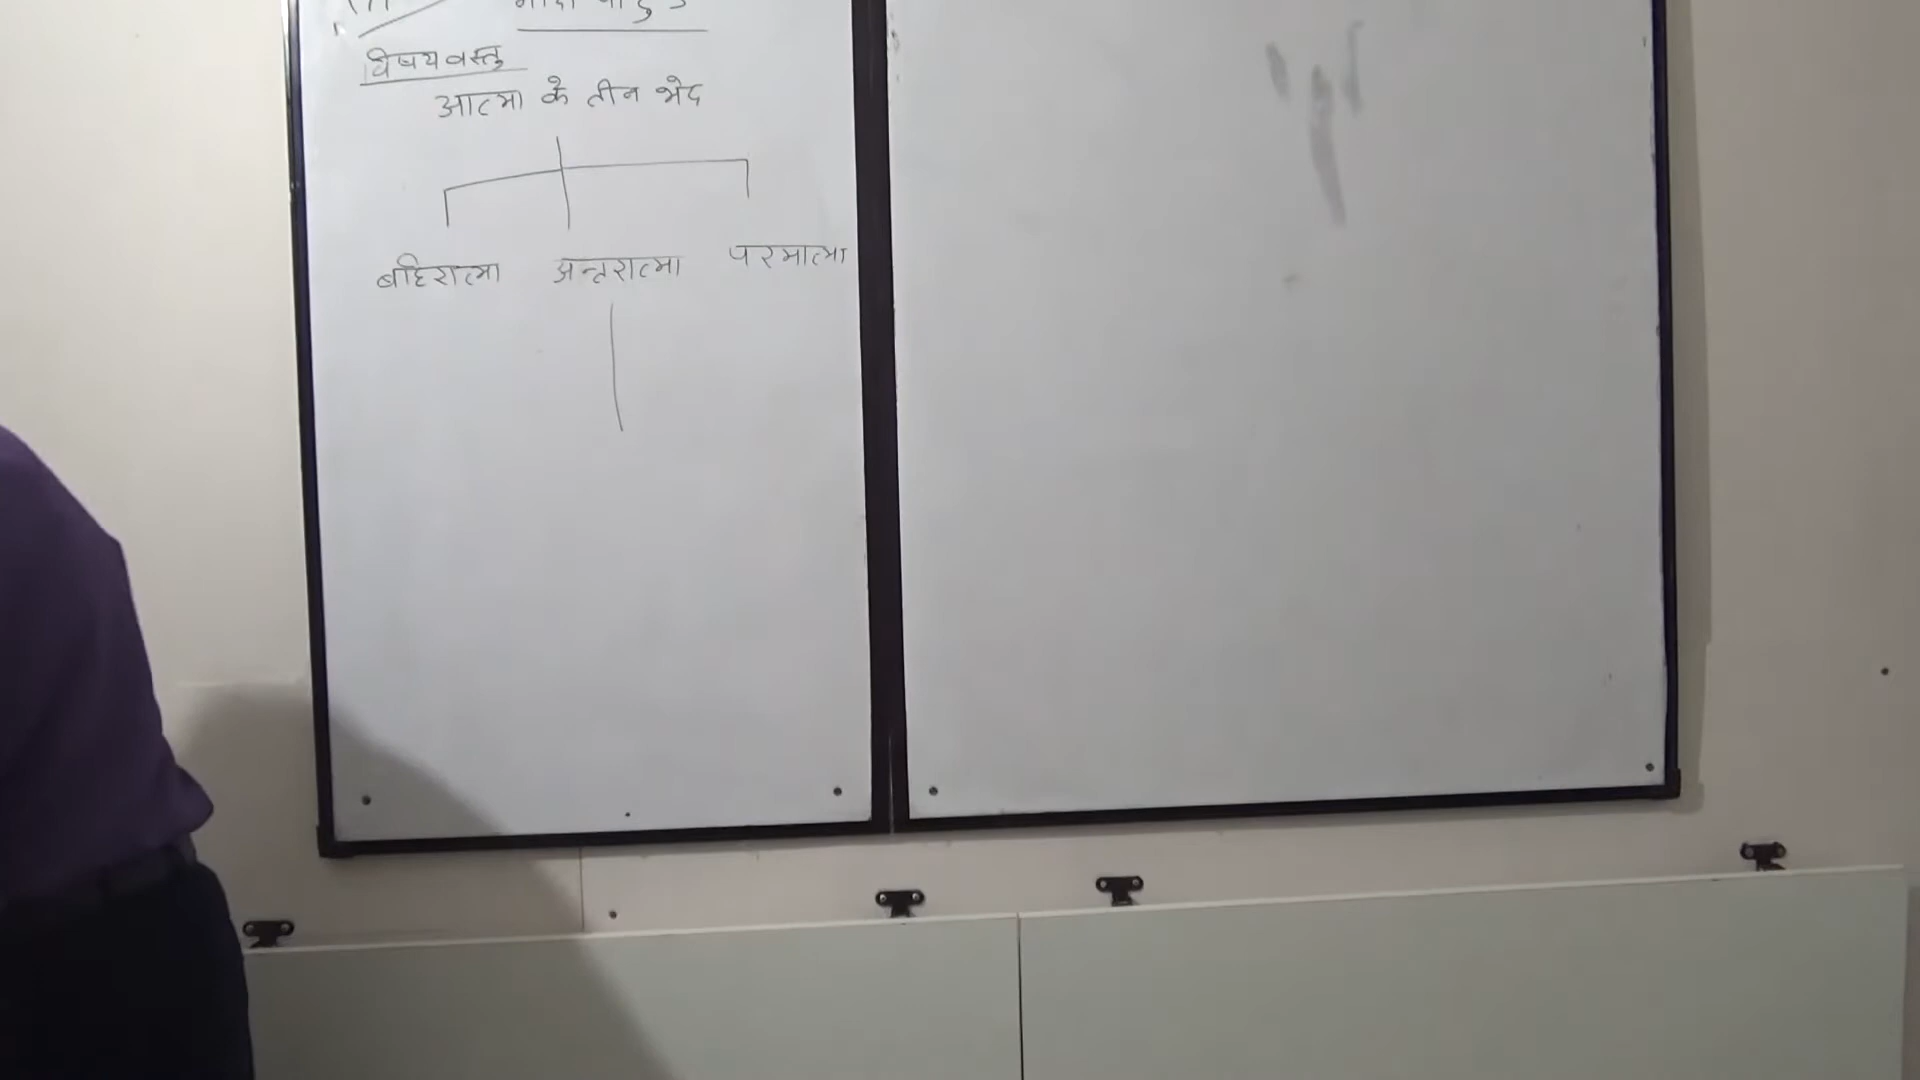 विषयवस्तु
आत्मा के तीन भेद
बहिरात्मा अन्तरात्मा परमात्मा